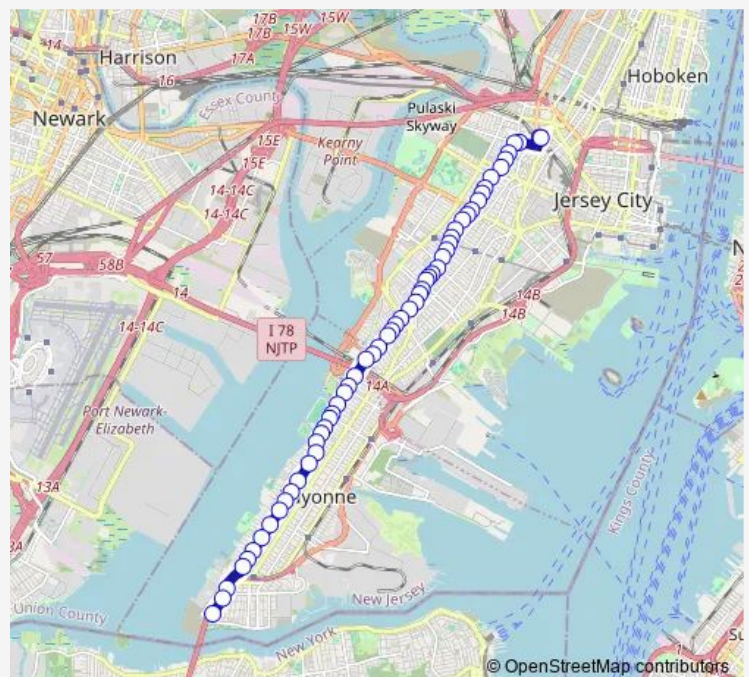 17B
15W
17B
15W
14
Harrison
17A
16
Hoboken
Essex County
Newark
Pulaski
Skyway
15E
Kearny
Point
15E
14-14C
14-14C
Jersey City
57
58B
14
14B
14-14C
14B
I 78
NJTP
14A
Port Newark-
Elizabeth
13A
yonne
Kings County
New Jersey
Union County
New York
1
© OpenStreetMap contributors